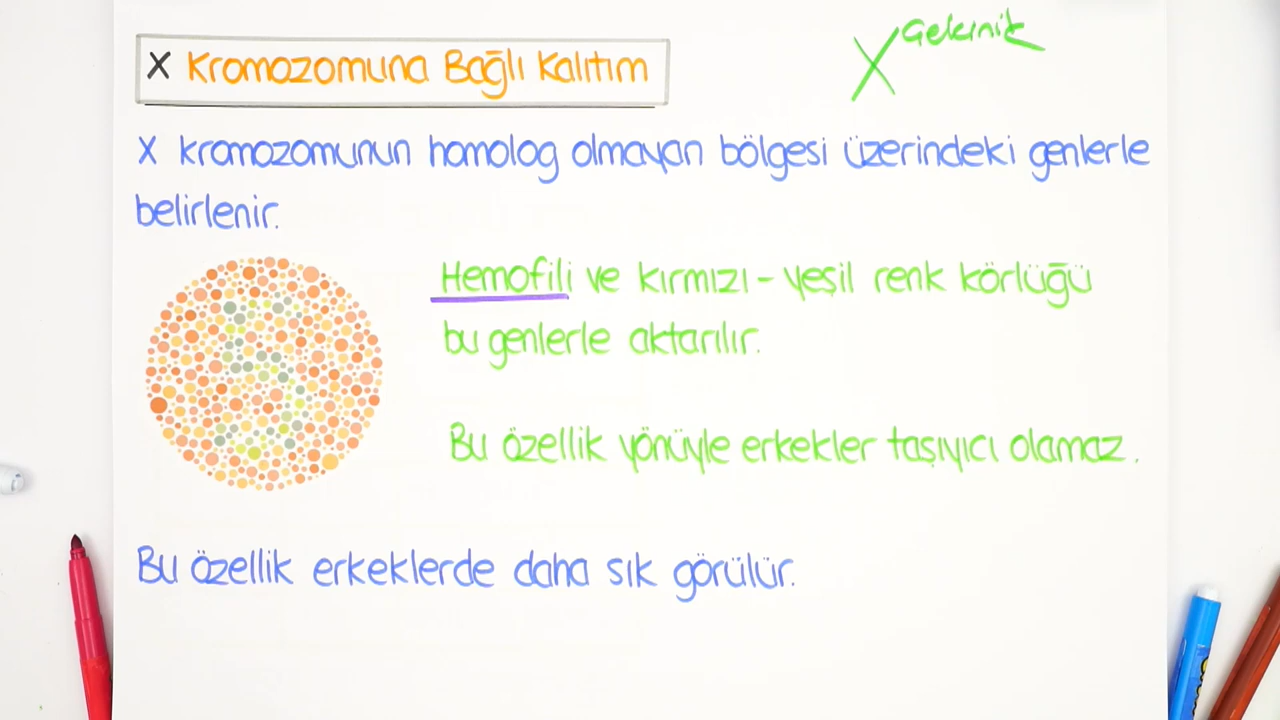 X Kromozomuna Bağlı Kalıtım
X
X kromozomunun homolog olmayan bölgesi üzerindeki genlerle
belirlenir.
Hemofili ve kırmızı - yeşil renk körlüğü
bu genlerle aktarılır.
Bu özellik yönüyle erkekler taşıyıcı olamaz.
Bu özellik erkeklerde daha sık görülür.